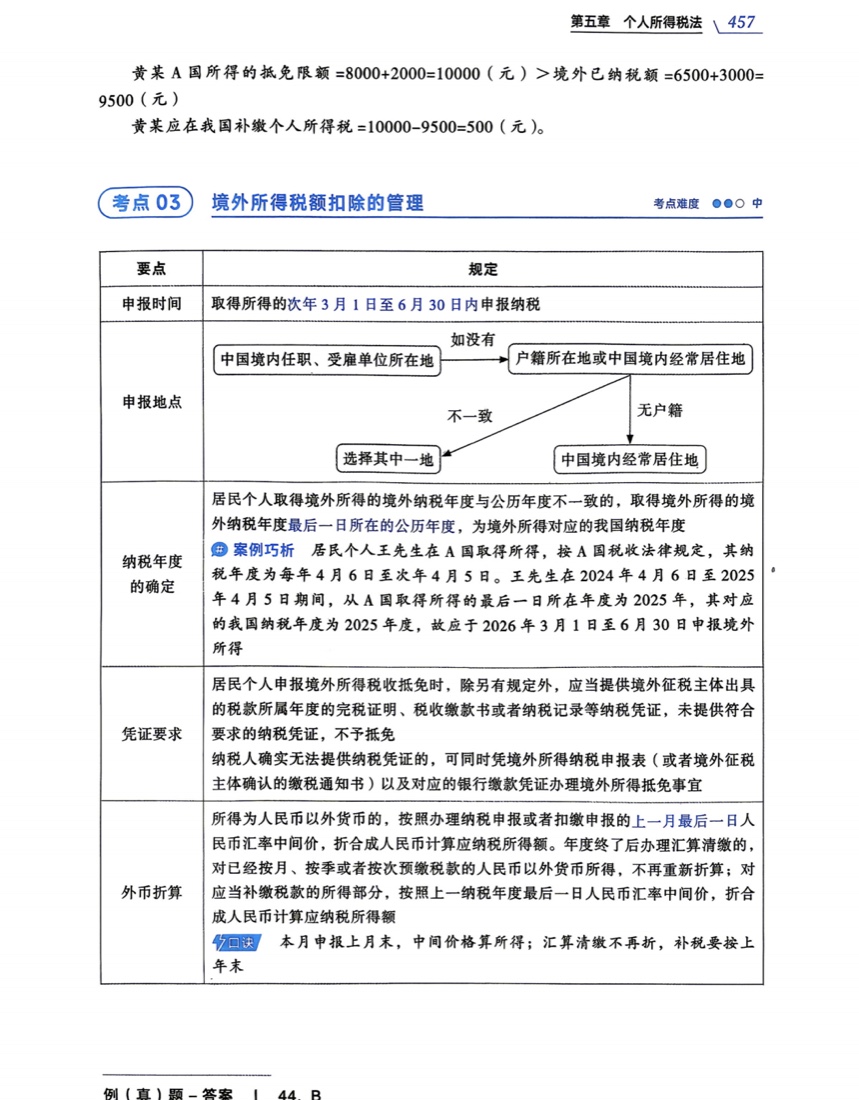 第五章 个人所得税法 457
黄某 A 国所得的抵免限额 =8000+2000=10000（元）＞境外已纳税额 =6500+3000=
9500（元）
黄某应在我国补缴个人所得税 =10000-9500=500（元）。
考点 03 境外所得税额扣除的管理 考点难度 中
要点 规定
申报时间 取得所得的次年 3 月 1 日至 6 月 30 日内申报纳税
申报地点
如没有
中国境内任职、受雇单位所在地 户籍所在地或中国境内经常居住地
不一致 无户籍
选择其中一地 中国境内经常居住地
纳税年度
的确定
居民个人取得境外所得的境外纳税年度与公历年度不一致的，取得境外所得的境
外纳税年度最后一日所在的公历年度，为境外所得对应的我国纳税年度
案例巧析 居民个人王先生在 A 国取得所得，按 A 国税收法律规定，其纳
税年度为每年 4 月 6 日至次年 4 月 5 日。王先生在 2024 年 4 月 6 日至 2025
年 4 月 5 日期间，从 A 国取得所得的最后一日所在年度为 2025 年，其对应
的我国纳税年度为 2025 年度，故应于 2026 年 3 月 1 日至 6 月 30 日申报境外
所得
凭证要求
居民个人申报境外所得税收抵免时，除另有规定外，应当提供境外征税主体出具
的税款所属年度的完税证明、税收缴款书或者纳税记录等纳税凭证，未提供符合
要求的纳税凭证，不予抵免
纳税人确实无法提供纳税凭证的，可同时凭境外所得纳税申报表（或者境外征税
主体确认的缴税通知书）以及对应的银行缴款凭证办理境外所得抵免事宜
外币折算
所得为人民币以外货币的，按照办理纳税申报或者扣缴申报的上一月最后一日人
民币汇率中间价，折合成人民币计算应纳税所得额。年度终了后办理汇算清缴的，
对已经按月、按季或者按次预缴税款的人民币以外货币所得，不再重新折算；对
应当补缴税款的所得部分，按照上一纳税年度最后一日人民币汇率中间价，折合
成人民币计算应纳税所得额
口诀 本月申报上月末，中间价格算所得；汇算清缴不再折，补税要按上
年末
例（真）题－答案 | 44. B